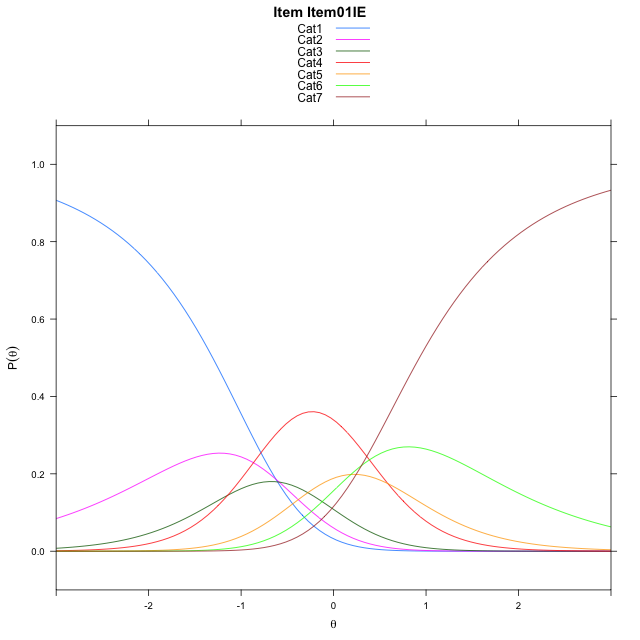 Item Item01IE
Cat1
Cat2
Cat3
Cat4
Cat5
Cat6
Cat7
1.0
0.8
0.6
0.4
0.2
0.0
P(θ)
-2 -1 0 1 2
θ